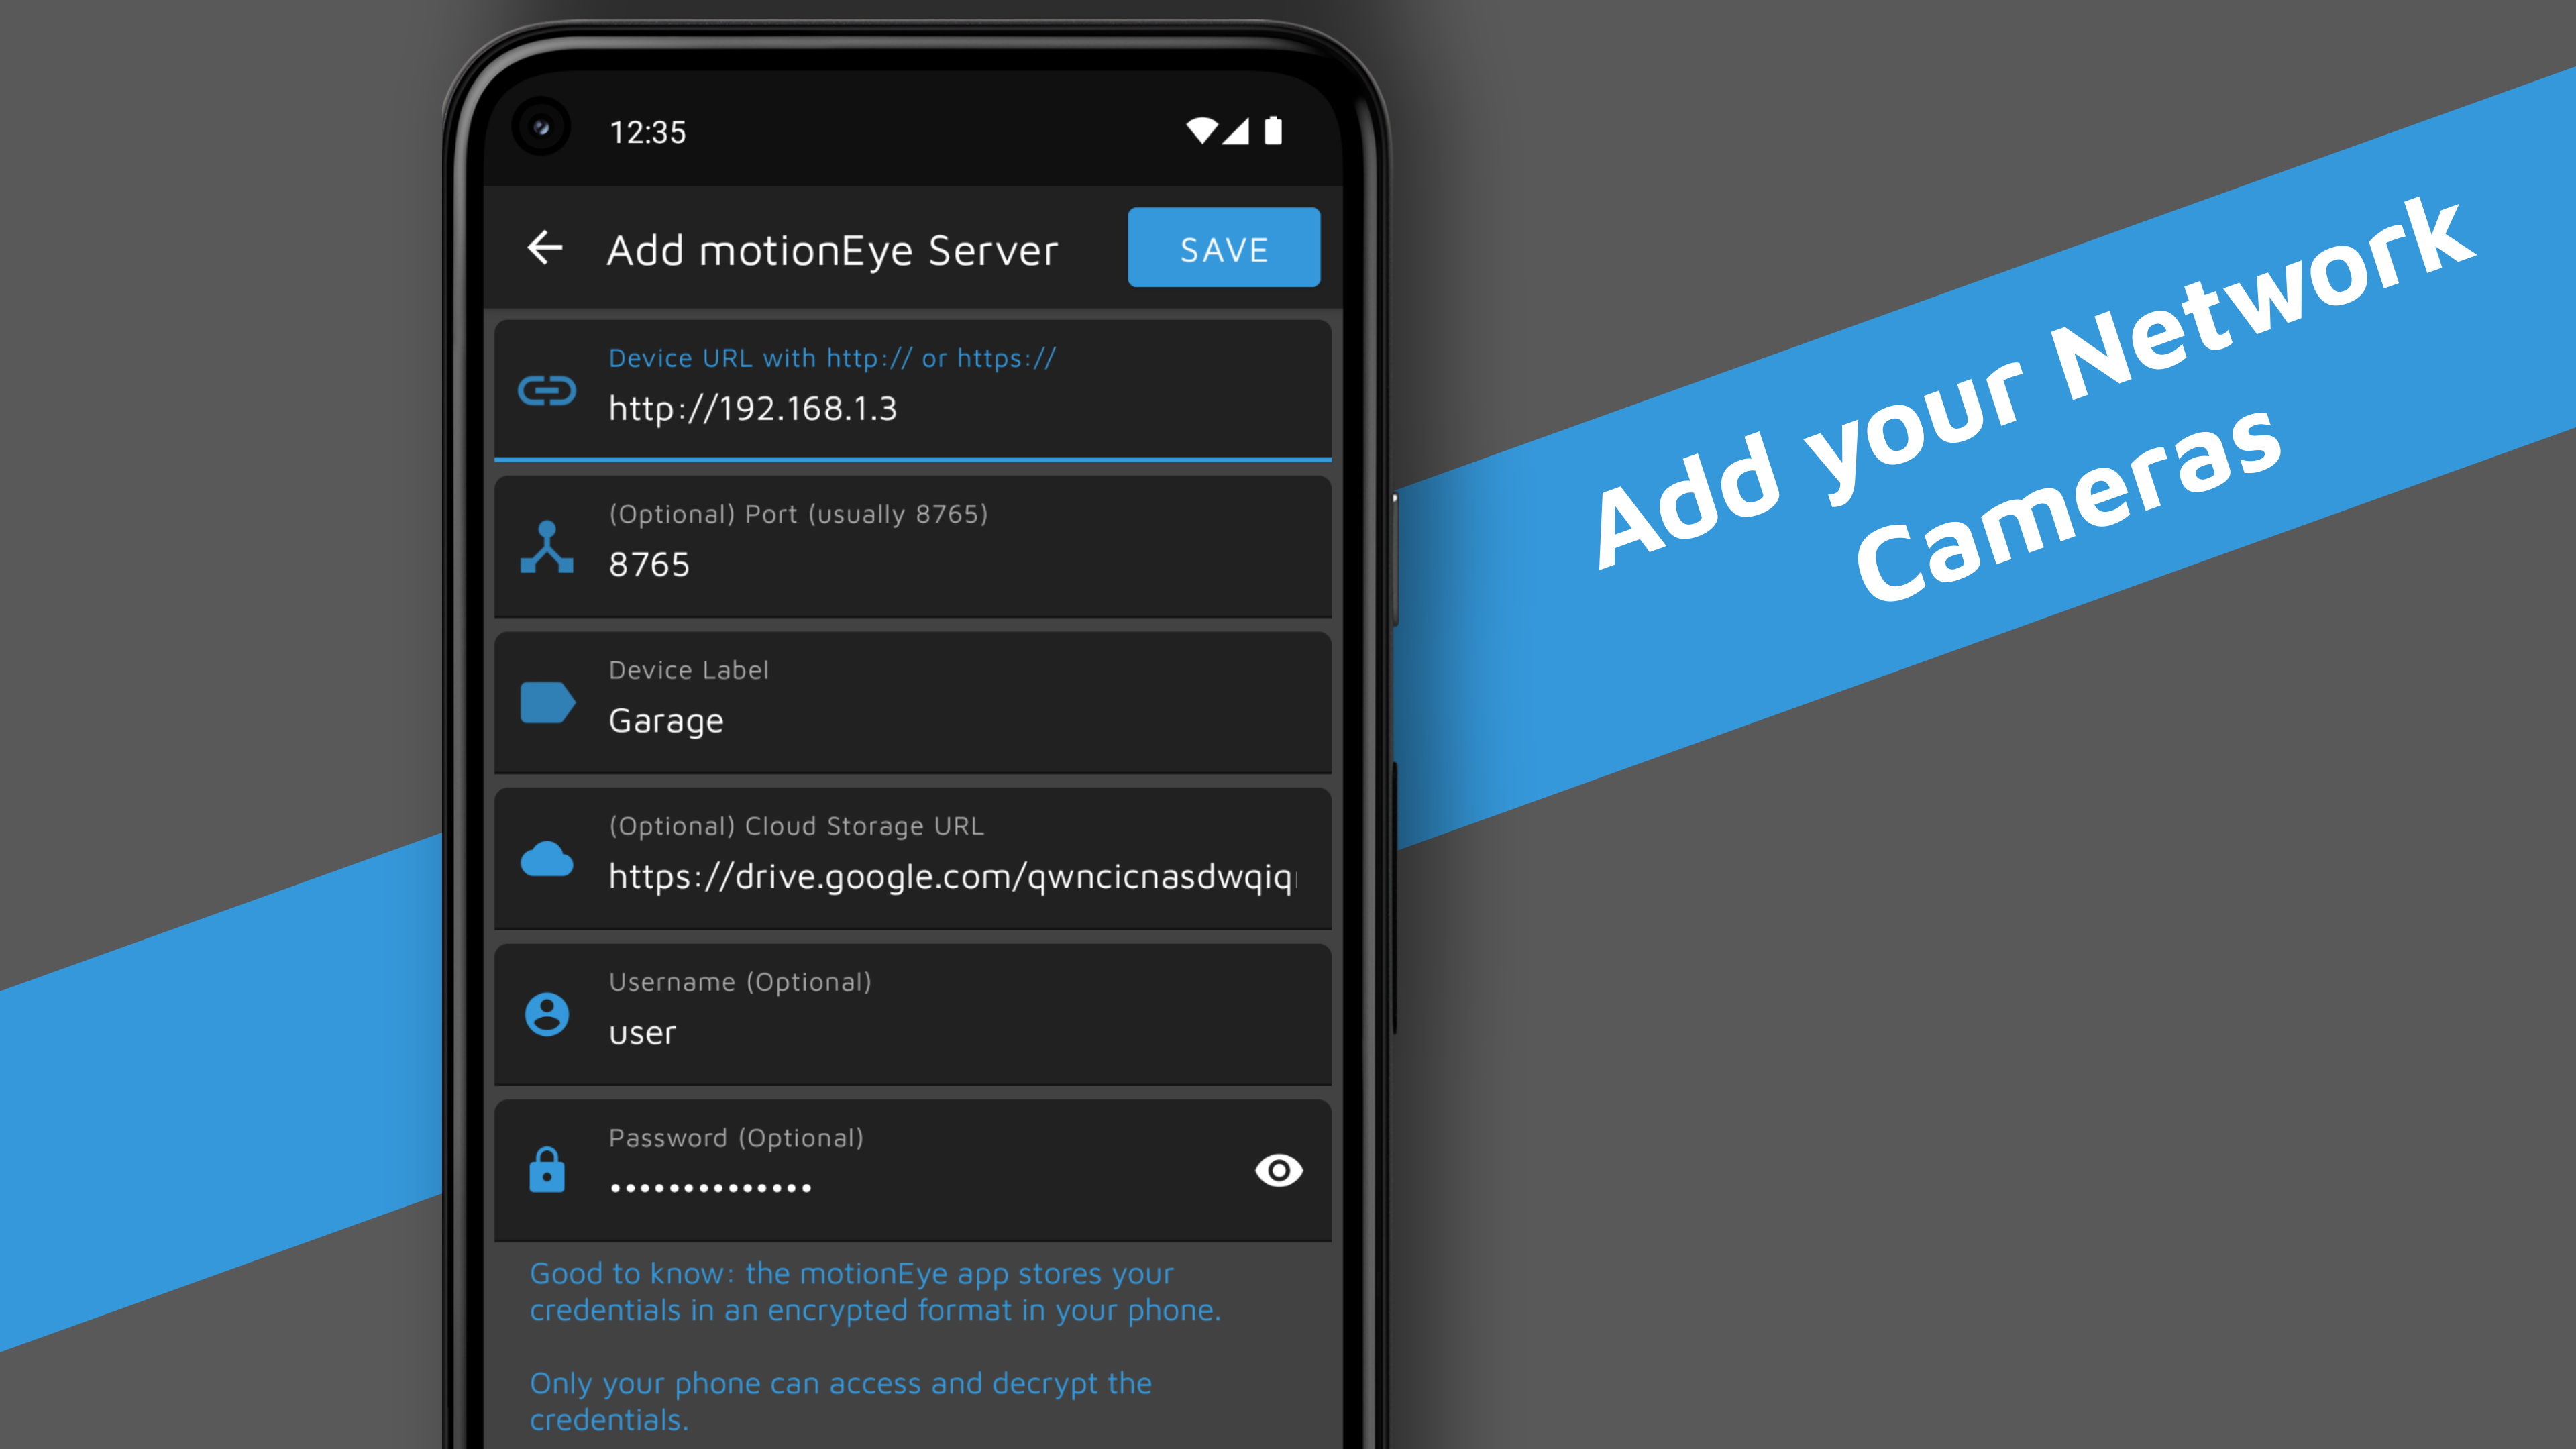 12:35
Add motionEye Server
SAVE
Device URL with http:// or https://
http://192.168.1.3
(Optional) Port (usually 8765)
8765
Device Label
Garage
(Optional) Cloud Storage URL
https://drive.google.com/qwncicnasdwqiq
Username (Optional)
user
Password (Optional)
••••••••••••••
Good to know: the motionEye app stores your
credentials in an encrypted format in your phone.
Only your phone can access and decrypt the
credentials.
Add your Network
Cameras